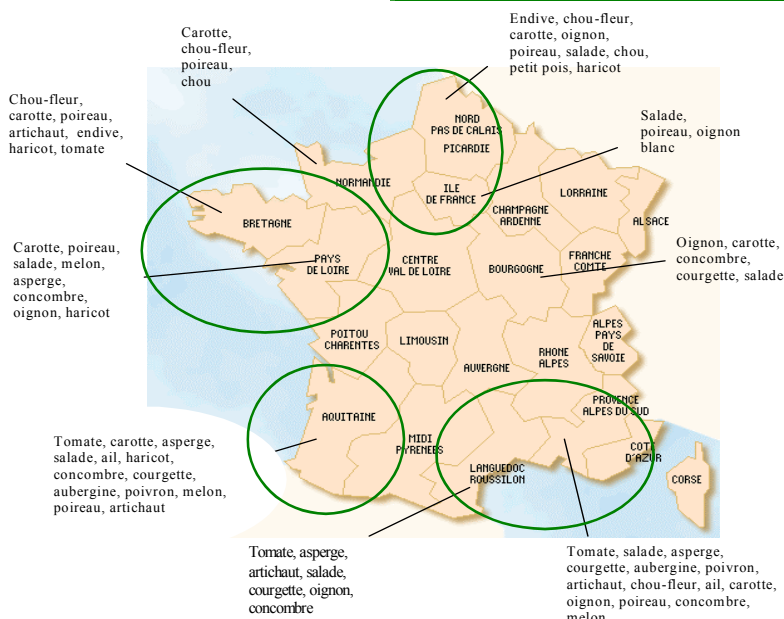 Endive, chou-fleur,
carotte, oignon,
poireau, salade, chou,
petit pois, haricot
Carotte,
chou-fleur,
poireau,
chou
Chou-fleur,
carotte, poireau,
artichaut, endive,
haricot, tomate
Salade,
poireau, oignon
blanc
NORD
PAS DE CALAIS
PICARDIE
NORMANDIE
ILE
DE FRANCE
LORRAINE
CHAMPAGNE
ARDENNE
ALSACE
BRETAGNE
Carotte, poireau,
salade, melon,
asperge,
concombre,
oignon, haricot
PAYS
DE LOIRE
CENTRE
VAL DE LOIRE
BOURGOGNE
FRANCHE
COMTE
Oignon, carotte,
concombre,
courgette, salade
POITOU
CHARENTES
LIMOUSIN
AUVERGNE
RHONE
ALPES
ALPES
PAYS
DE
SAVOIE
PROVENCE
ALPES DU SUD
AQUITAINE
MIDI
PYRENEES
LANGUEDOC
ROUSSILON
COTE
D'AZUR
CORSE
Tomate, carotte, asperge,
salade, ail, haricot,
concombre, courgette,
aubergine, poivron, melon,
poireau, artichaut
Tomate, asperge,
artichaut, salade,
courgette, oignon,
concombre
Tomate, salade, asperge,
courgette, aubergine, poivron,
artichaut, chou-fleur, ail, carotte,
oignon, poireau, concombre,
melon